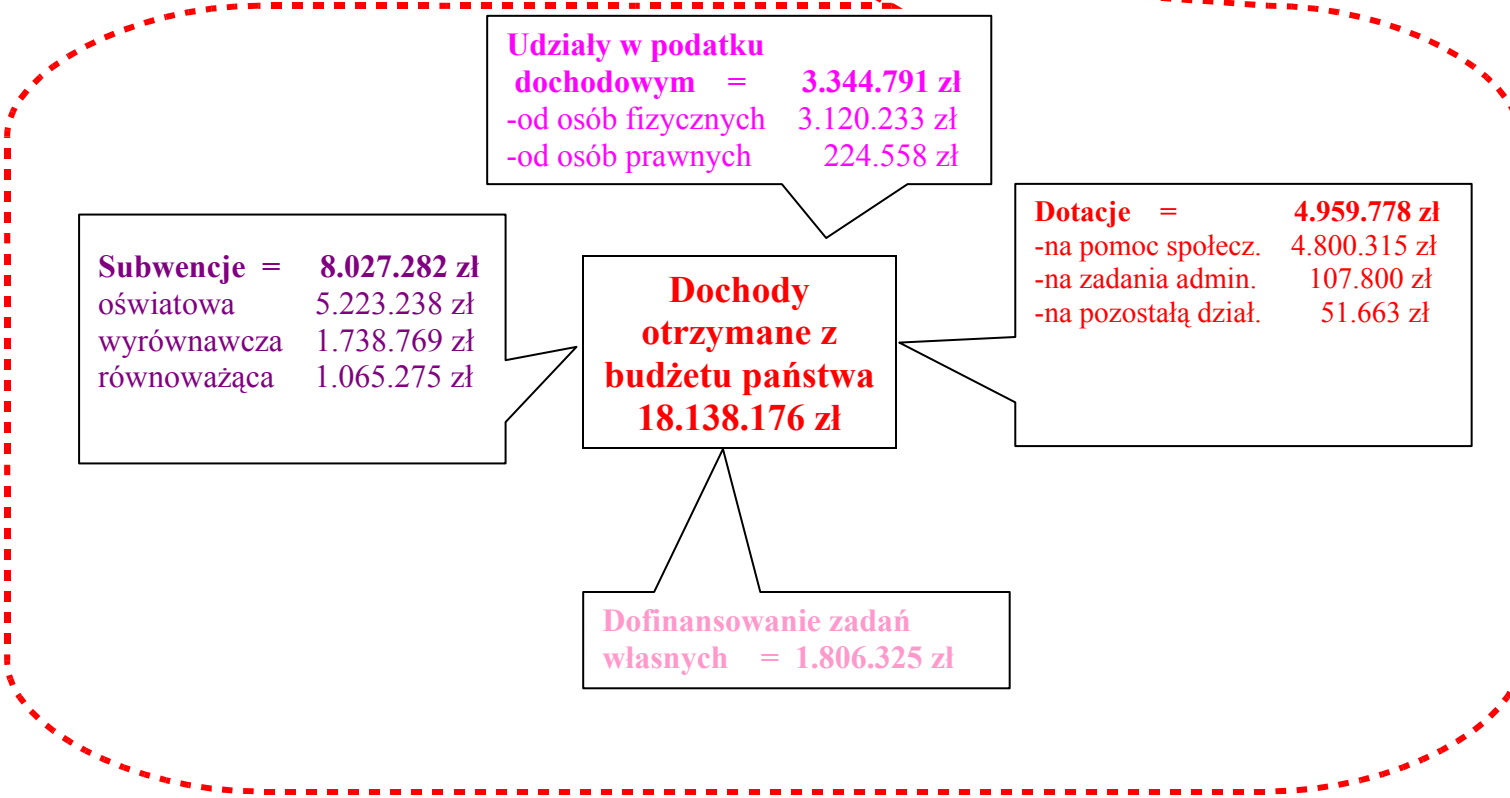 Udziały w podatku
dochodowym = 3.344.791 zł
-od osób fizycznych 3.120.233 zł
-od osób prawnych 224.558 zł
Subwencje = 8.027.282 zł
oświatowa 5.223.238 zł
wyrównawcza 1.738.769 zł
równoważąca 1.065.275 zł
Dochody
otrzymane z
budżetu państwa
18.138.176 zł
Dotacje = 4.959.778 zł
-na pomoc społecz. 4.800.315 zł
-na zadania admin. 107.800 zł
-na pozostałą dział. 51.663 zł
Dofinansowanie zadań
własnych = 1.806.325 zł